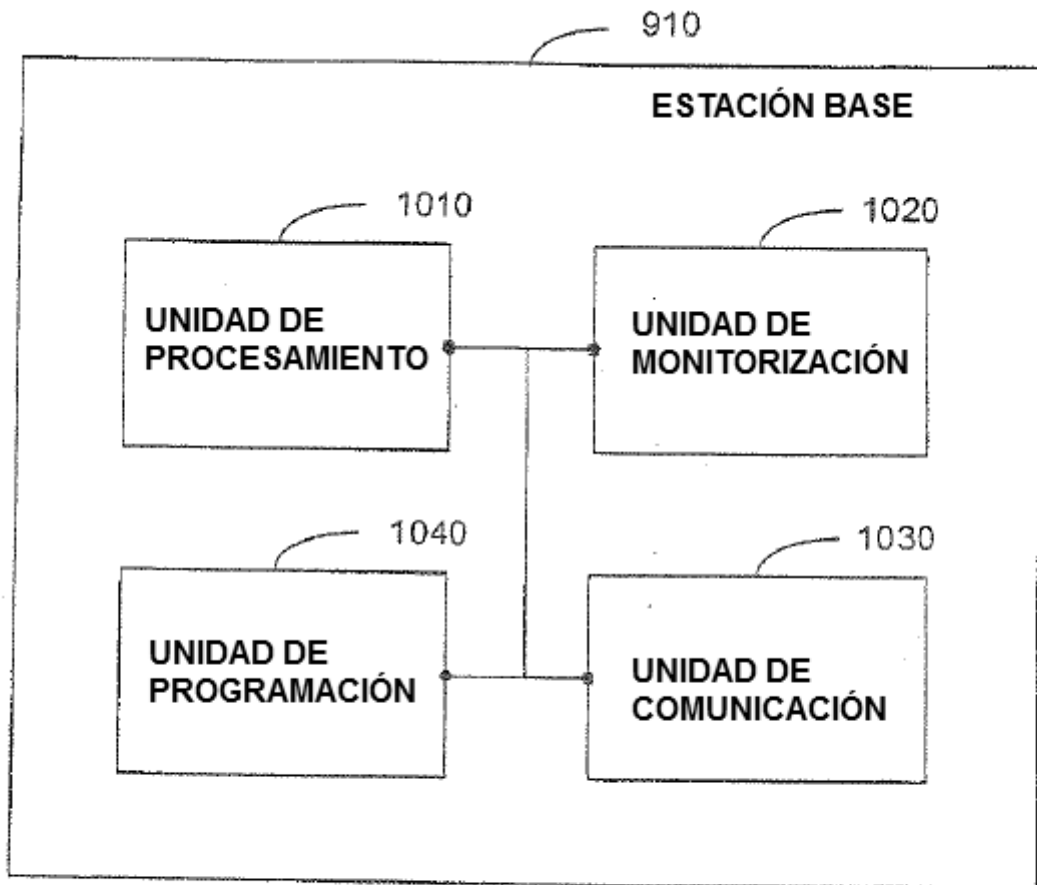 910
ESTACIÓN BASE
1010
1020
UNIDAD DE
PROCESAMIENTO
UNIDAD DE
MONITORIZACIÓN
1040
1030
UNIDAD DE
PROGRAMACIÓN
UNIDAD DE
COMUNICACIÓN